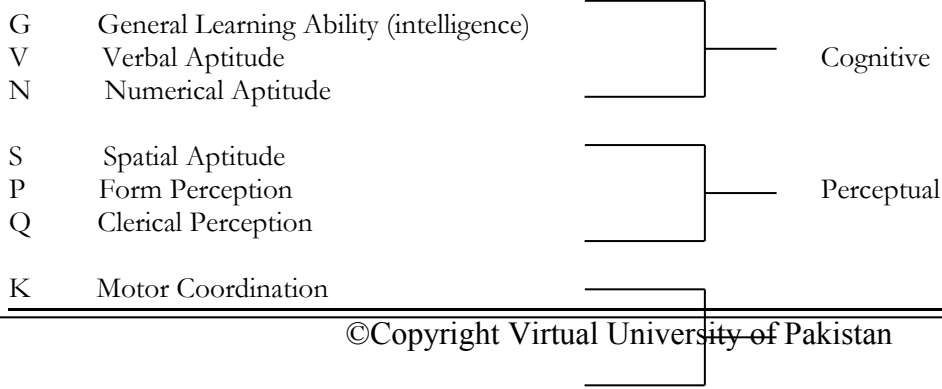 G General Learning Ability (intelligence)
V Verbal Aptitude Cognitive
N Numerical Aptitude
S Spatial Aptitude
P Form Perception Perceptual
Q Clerical Perception
K Motor Coordination
©Copyright Virtual University of Pakistan